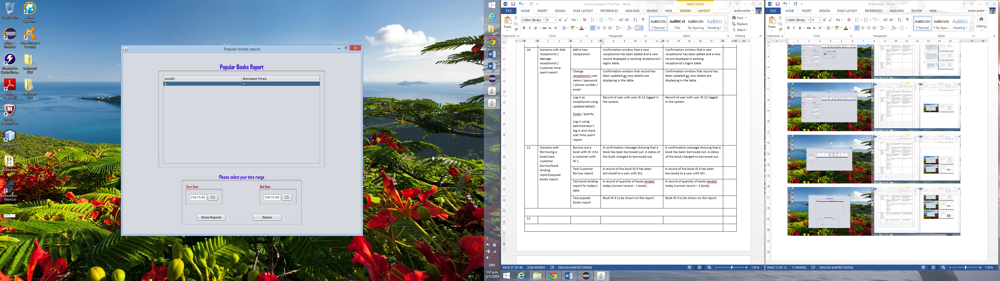 Recycle Bin
Avast SafeZone
eclipse - Shortcut
Avast Internet Security
Shortcut to SecureDow...
Tacnosoft 23.1
Adobe Reader XI
Tacnosoft 23.1
McAfee Security Sc...
NetBeans IDE 8.0.1
Kitchens
sqliteadmin - Shortcut
123
Popular books report
Popular Books Report
bookID Borrowed Times
4 1
Please select your time range
Start Date End Date
14-11-03 14-11-03
Show Reports Return
ENG
1:37 p.m.
3/11/2014
Library program Test Plan - Word
TABLE TOOLS
FILE HOME INSERT DESIGN PAGE LAYOUT REFERENCES MAILINGS REVIEW VIEW DESIGN LAYOUT andre andre
Calibri (Body) 9
Paste
AaBbCcDc AaBbCcI AaBbCcDc AaBbCc
¶ Normal Title No Spacing Heading 1
Find
Replace
Select
Clipboard Font Paragraph Styles Editing
10.
Scenario with Add
receptionist /
Manage
receptionist /
Customer time
spent report.
Add a new
receptionist
Confirmation window that a new
receptionist has been added and a new
record displayed in existing receptionist's
logins table.
Confirmation window that a new
receptionist has been added and a new
record displayed in existing
receptionist's logins table.
Change
receptionis's user
name / password
/ phone number /
email
Confirmation window that record has
been updated an new details are
displaying in the table.
Confirmation window that record has
been updated an new details are
displaying in the table.
Log in as
receptionist using
updated details:
TomS / qwerty.
Log in using
administrator's
log in and check
user time spent
report.
Record of user with user ID 22 logged in
the system.
Record of user with user ID 22 logged
in the system.
11.
Scenario with
Borrowing a
book/view
customer
borrow/book
lending
report/popular
books report.
Borrow out a
book with ID: 4 to
a customer with
ID 1.
A confirmation message showing that a
book has been borrowed out. A status of
the book changed to borrowed out.
A confirmation message showing that a
book has been borrowed out. A status
of the book changed to borrowed out.
Test Customer
Borrow report.
A record of the book ID 4 has been
borrowed to a user with ID1.
A record of the book ID 4 has been
borrowed to a user with ID1.
Test book lending
report for today's
date.
A record of quantity of books lended
today (correct record – 1 book).
A record of quantity of books lended
today (correct record – 1 book).
Test popular
books report
Book ID 4 to be shown on the report.
Book ID 4 to be shown on the report.
12.
PAGE 37 OF 40 2338 WORDS ENGLISH (UNITED STATES) 110 %
Sceenshots - Word
FILE HOME INSERT DESIGN PAGE LAYOUT REFERENCES MAILINGS REVIEW VIEW andre andre
Calibri (Body) 11
Paste
AaBbCcDc AaBbCcDc AaBbCc
¶ Normal ¶ No Spac... Heading 1
Editing
Clipboard Font Paragraph Styles
PAGE 13 OF 13 11 WORDS ENGLISH (UNITED STATES) 110 %